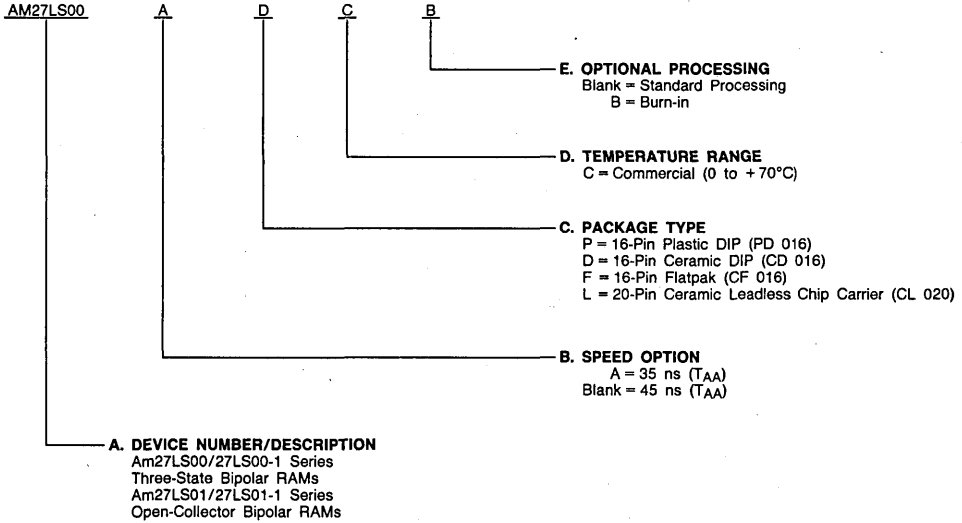 AM27LS00 A D C B
E. OPTIONAL PROCESSING
Blank = Standard Processing
B = Burn-in
D. TEMPERATURE RANGE
C = Commercial (0 to +70°C)
C. PACKAGE TYPE
P = 16-Pin Plastic DIP (PD 016)
D = 16-Pin Ceramic DIP (CD 016)
F = 16-Pin Flatpak (CF 016)
L = 20-Pin Ceramic Leadless Chip Carrier (CL 020)
B. SPEED OPTION
A = 35 ns (TAA)
Blank = 45 ns (TAA)
A. DEVICE NUMBER/DESCRIPTION
Am27LS00/27LS00-1 Series
Three-State Bipolar RAMs
Am27LS01/27LS01-1 Series
Open-Collector Bipolar RAMs